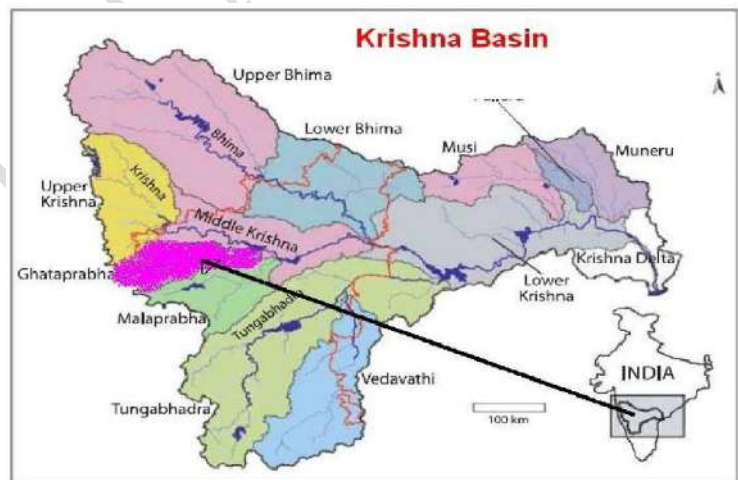 Krishna Basin
Upper Bhima
Lower Bhima
Bhima
Musi
Muneru
Upper
Krishna
Krishna
Middle Krishna
Ghataprabha
Krishna Delta
Lower
Krishna
Malaprabha
Tungabhadra
INDIA
Vedavathi
Tungabhadra
100 km